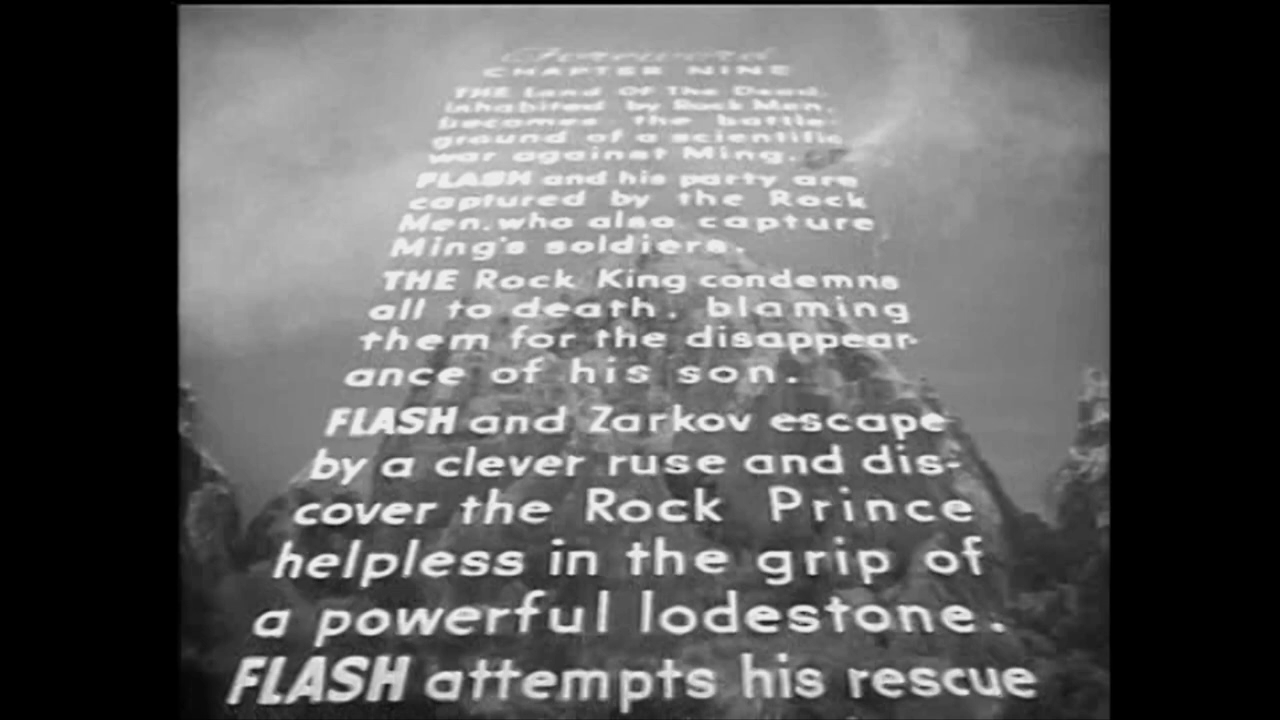 Foreword
CHAPTER NINE
THE Land OF The Dead,
inhabited by Rock Men,
becomes the battle-
ground of a scientific
war against Ming.
FLASH and his party are
captured by the Rock
Men, who also capture
Ming's soldiers.
THE Rock King condemns
all to death, blaming
them for the disappear-
ance of his son.
FLASH and Zarkov escape
by a clever ruse and dis-
cover the Rock Prince
helpless in the grip of
a powerful lodestone.
FLASH attempts his rescue